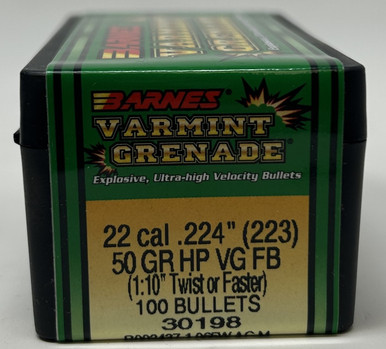 BARNES
VARMINT
GRENADE
Explosive, Ultra-high Velocity Bullets
22 cal .224" (223)
50 GR HP VG FB
(1:10" Twist or Faster)
100 BULLETS
30198